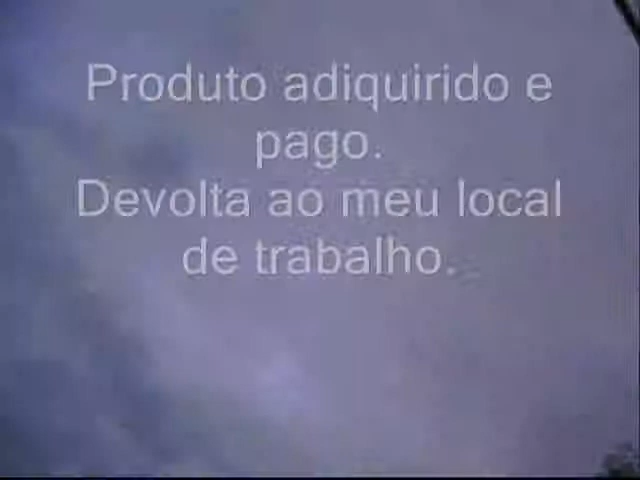 Produto adiquirido e
pago.
Devolta ao meu local
de trabalho.